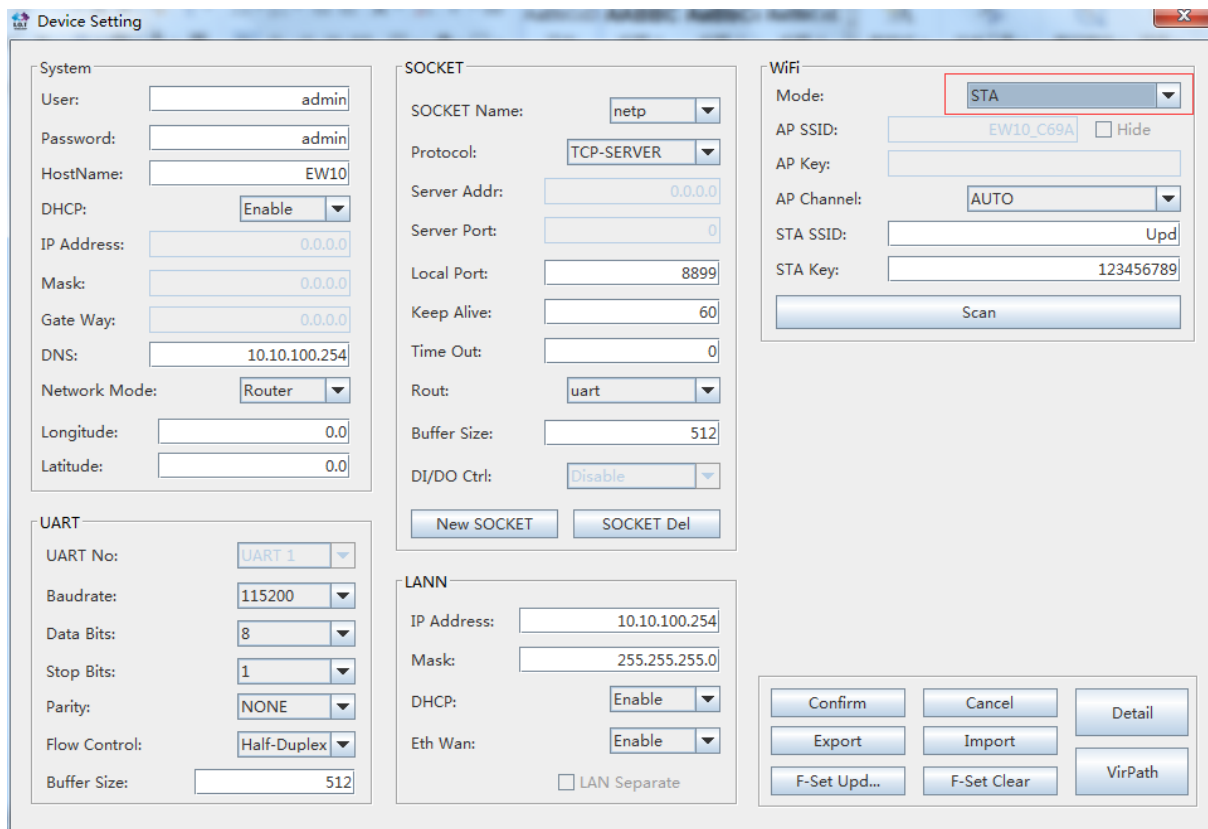 Device Setting
System
User: admin
Password: admin
HostName: EW10
DHCP: Enable
IP Address: 0.0.0.0
Mask: 0.0.0.0
Gate Way: 0.0.0.0
DNS: 10.10.100.254
Network Mode: Router
Longitude: 0.0
Latitude: 0.0
UART
UART No: UART 1
Baudrate: 115200
Data Bits: 8
Stop Bits: 1
Parity: NONE
Flow Control: Half-Duplex
Buffer Size: 512
SOCKET
SOCKET Name: netp
Protocol: TCP-SERVER
Server Addr: 0.0.0.0
Server Port: 0
Local Port: 8899
Keep Alive: 60
Time Out: 0
Rout: uart
Buffer Size: 512
DI/DO Ctrl: Disable
New SOCKET SOCKET Del
LANN
IP Address: 10.10.100.254
Mask: 255.255.255.0
DHCP: Enable
Eth Wan: Enable
LAN Separate
WiFi
Mode: STA
AP SSID: EW10_C69A Hide
AP Key:
AP Channel: AUTO
STA SSID: Upd
STA Key: 123456789
Scan
Confirm Cancel Detail
Export Import
F-Set Upd... F-Set Clear VirPath